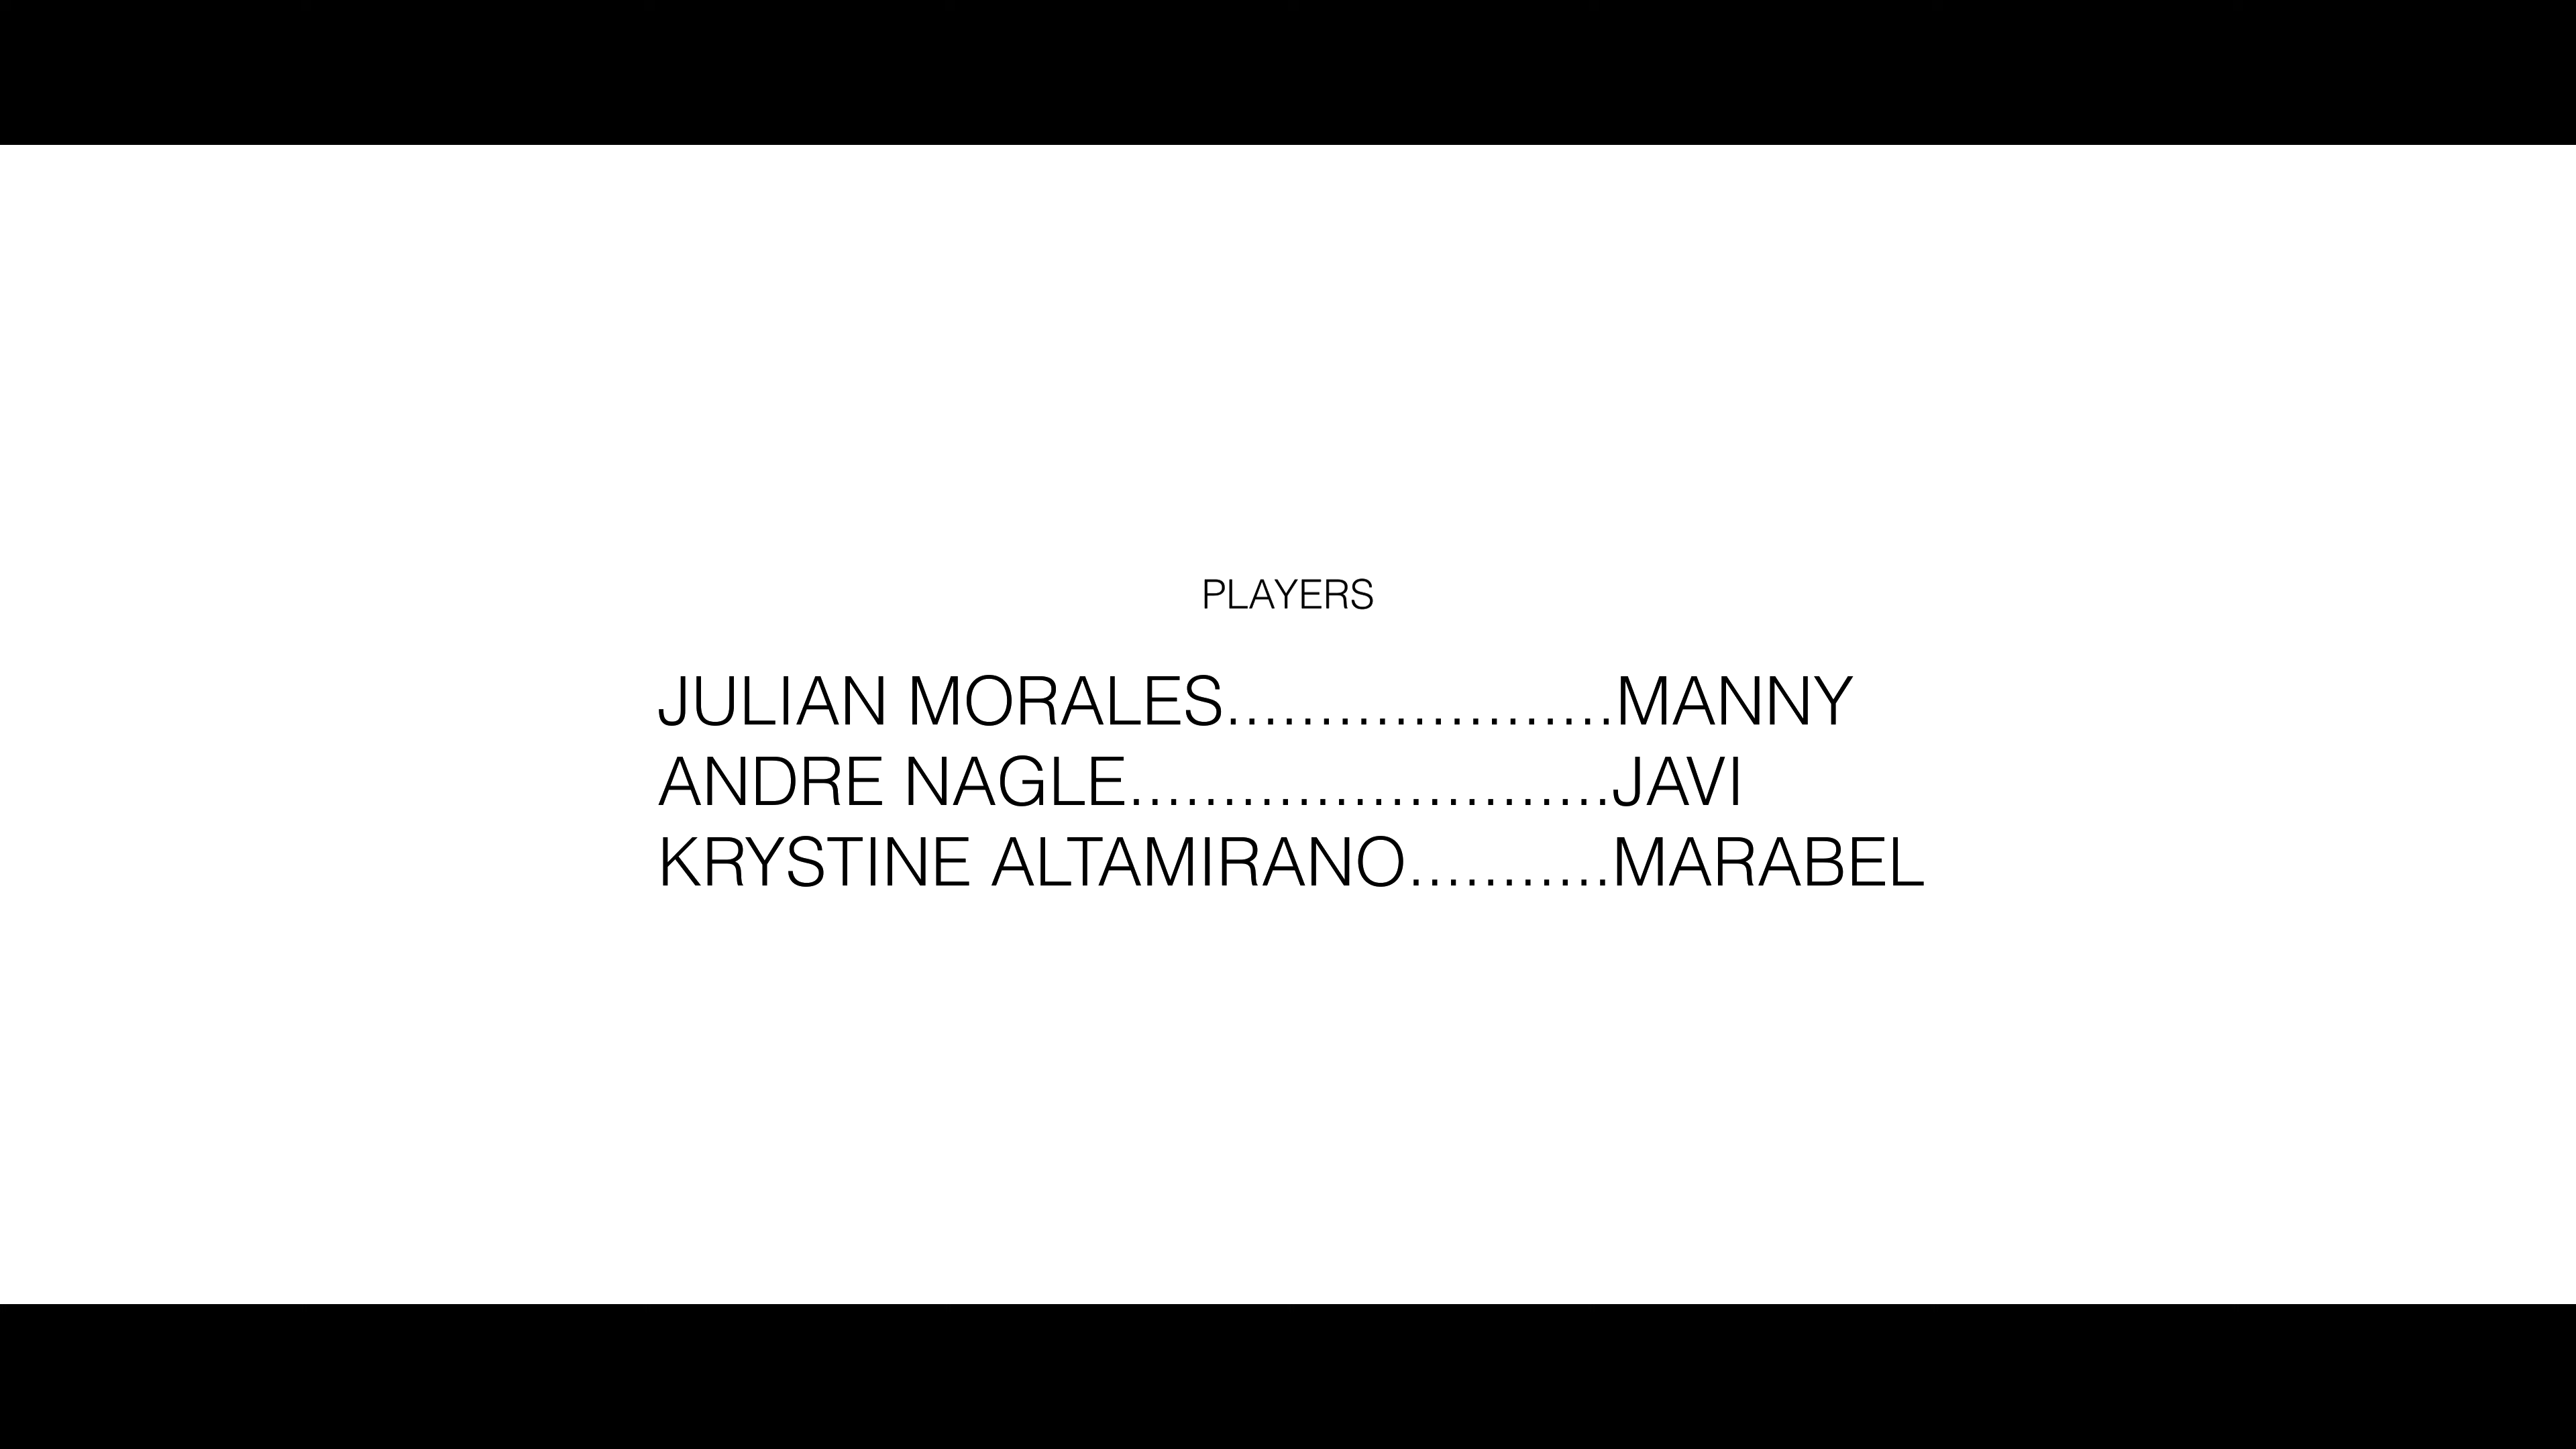 PLAYERS
JULIAN MORALES.....................MANNY
ANDRE NAGLE..........................JAVI
KRYSTINE ALTAMIRANO...........MARABEL